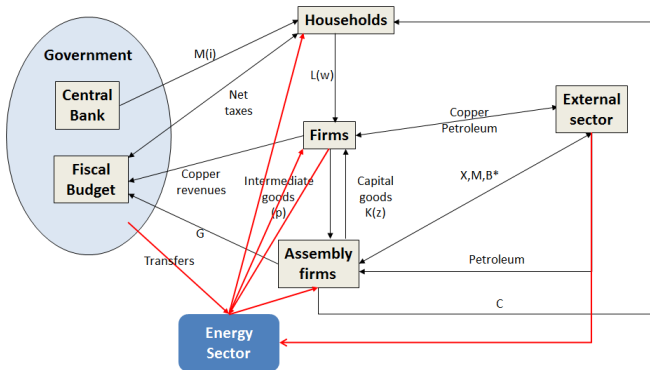 Households
Government
M(i)
L(w)
Central
Bank
Net
taxes
External
sector
Copper
Petroleum
Firms
Fiscal
Budget
Copper
revenues
Intermediate
goods
(p)
Capital
goods
K(z)
X,M,B*
G
Assembly
firms
Transfers
Petroleum
C
Energy
Sector